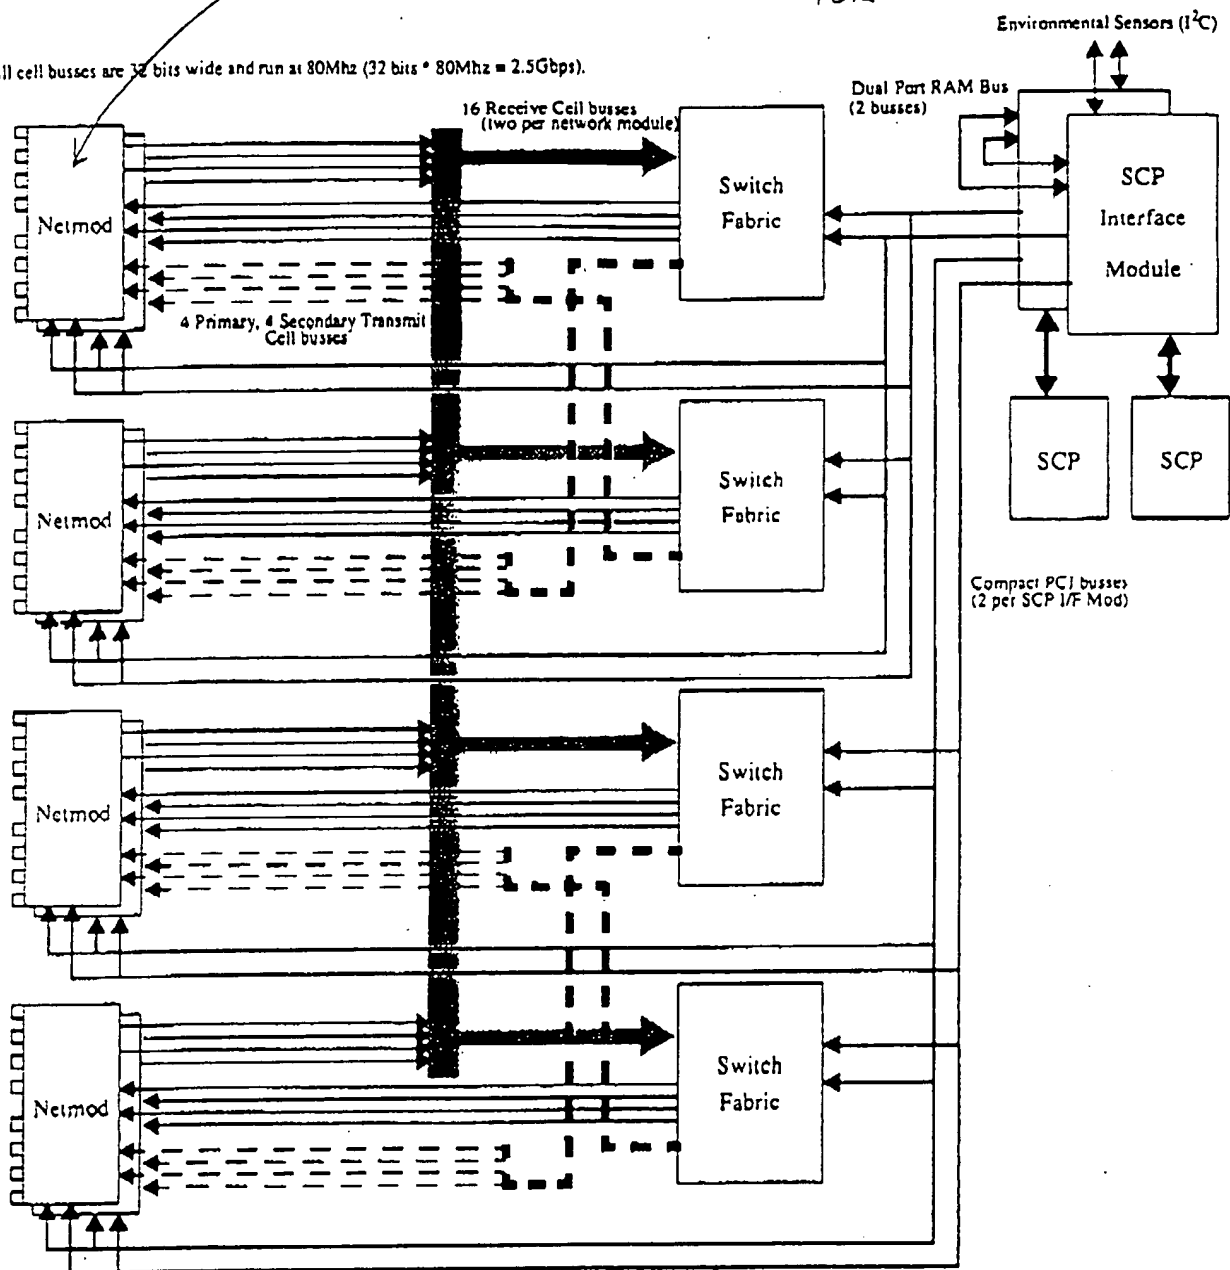 Environmental Sensors (I²C)
ll cell busses are 32 bits wide and run at 80Mhz (32 bits * 80Mhz = 2.5Gbps).
Dual Port RAM Bus
(2 busses)
16 Receive Cell busses
(two per network module)
Netmod
Switch
Fabric
SCP
Interface
Module
4 Primary, 4 Secondary Transmit
Cell busses
Netmod
Switch
Fabric
SCP
SCP
Compact PCI busses
(2 per SCP I/F Mod)
Netmod
Switch
Fabric
Netmod
Switch
Fabric